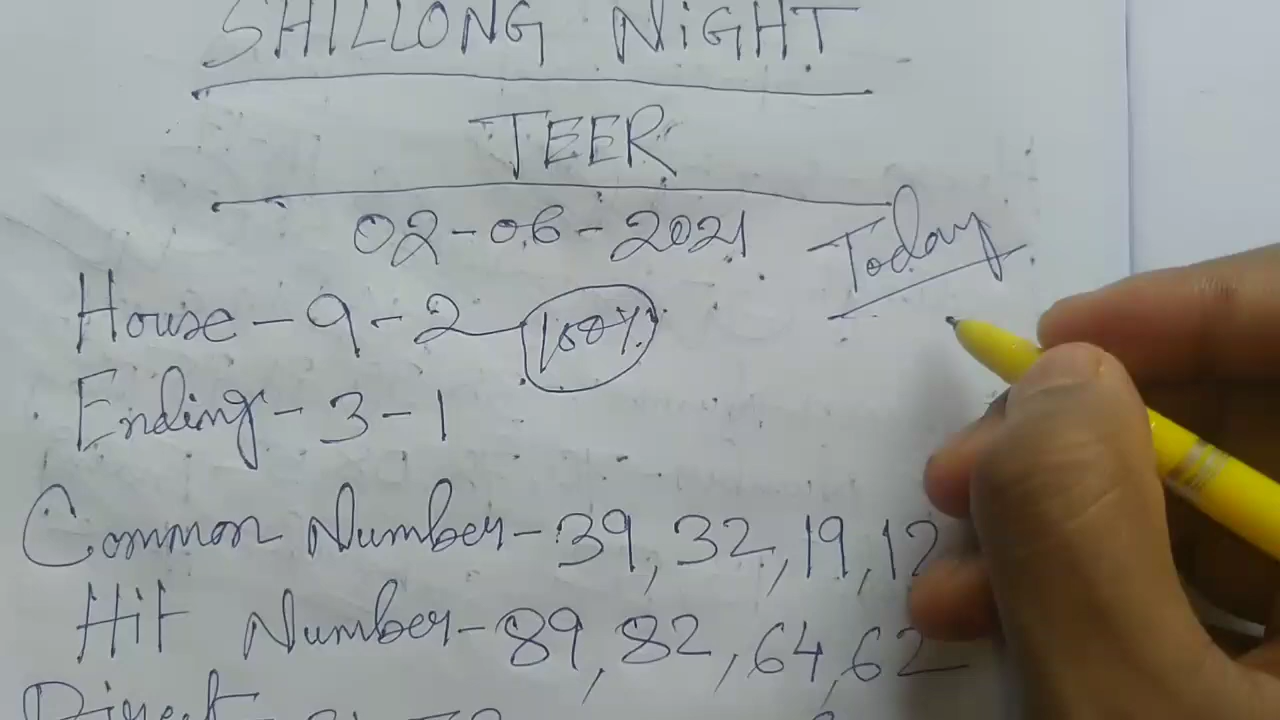 SHILLONG NiGHT
TEER
02-06-2021
Today
House - 9 - 2 100%
Ending - 3 - 1
Common Number - 39, 32, 19, 12
Hit Number - 89, 82, 64, 62
Direct